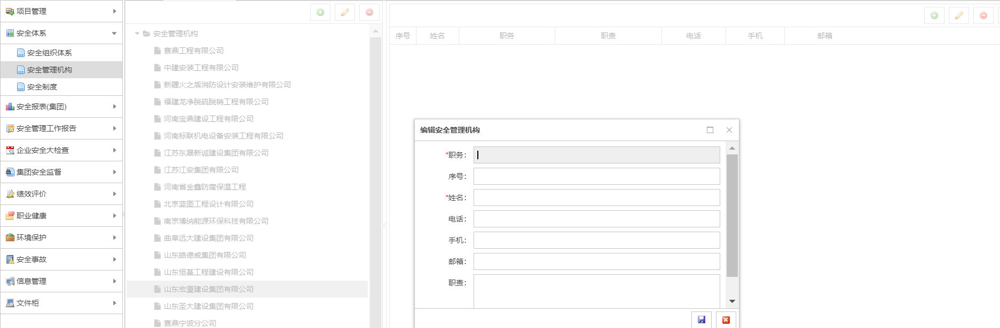 项目管理
安全体系
安全组织体系
安全管理机构
安全制度
安全报表(集团)
安全管理工作报告
企业安全大检查
集团安全监督
绩效评价
职业健康
环境保护
安全事故
信息管理
文件柜
安全管理机构
赛鼎工程有限公司
中建安装工程有限公司
新疆火之盾消防设计安装维护有限公司
福建龙净脱硫脱销工程有限公司
河南宝鼎建设工程有限公司
河南标联机电设备安装工程有限公司
江苏东晟新诚建设集团有限公司
江苏江安集团有限公司
河南省金鑫防腐保温工程
北京蓝图工程设计有限公司
南京博纳能源环保科技有限公司
曲阜远大建设集团有限公司
山东皓德威集团有限公司
山东恒基工程建设有限公司
山东宏厦建设集团有限公司
山东圣大建设集团有限公司
赛鼎宁波分公司
序号 姓名 职务 职责 电话 手机 邮箱
编辑安全管理机构
*职务:
序号:
*姓名:
电话:
手机:
邮箱:
职责: